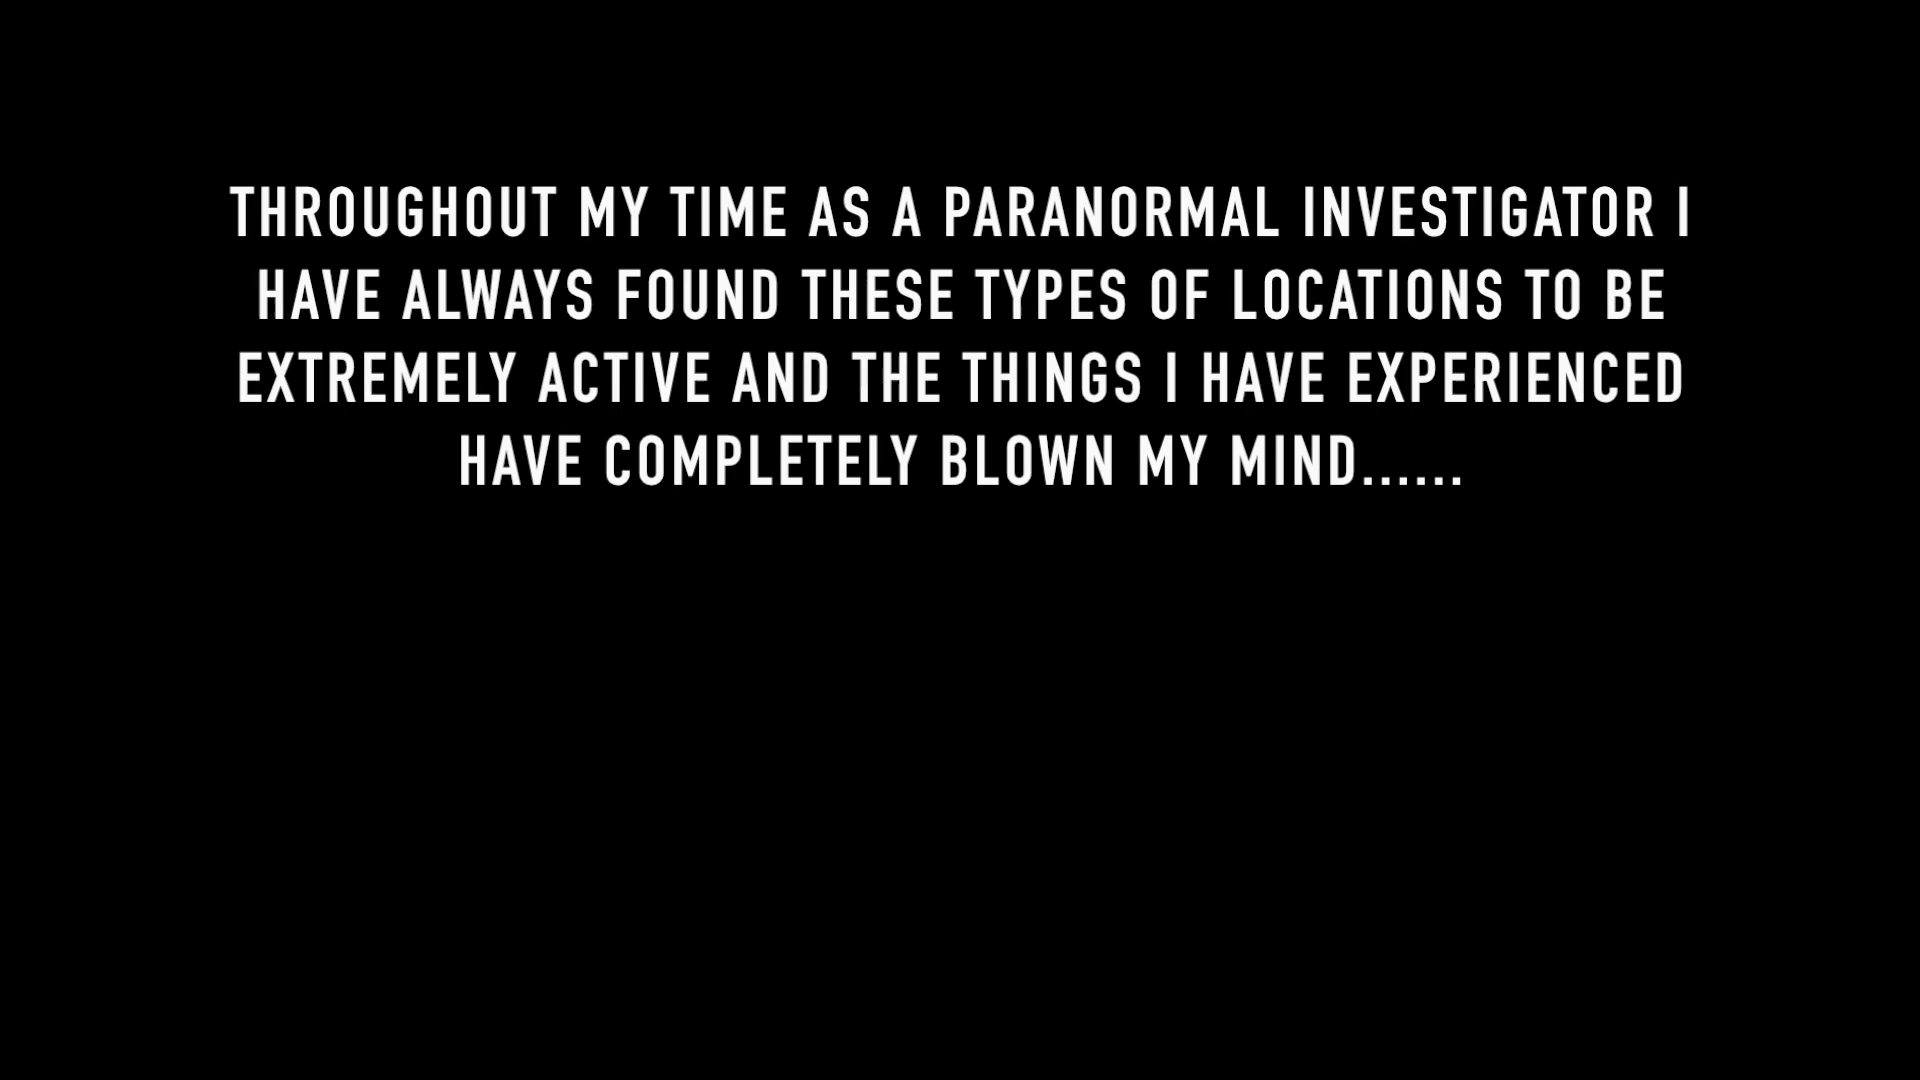 THROUGHOUT MY TIME AS A PARANORMAL INVESTIGATOR I
HAVE ALWAYS FOUND THESE TYPES OF LOCATIONS TO BE
EXTREMELY ACTIVE AND THE THINGS I HAVE EXPERIENCED
HAVE COMPLETELY BLOWN MY MIND......